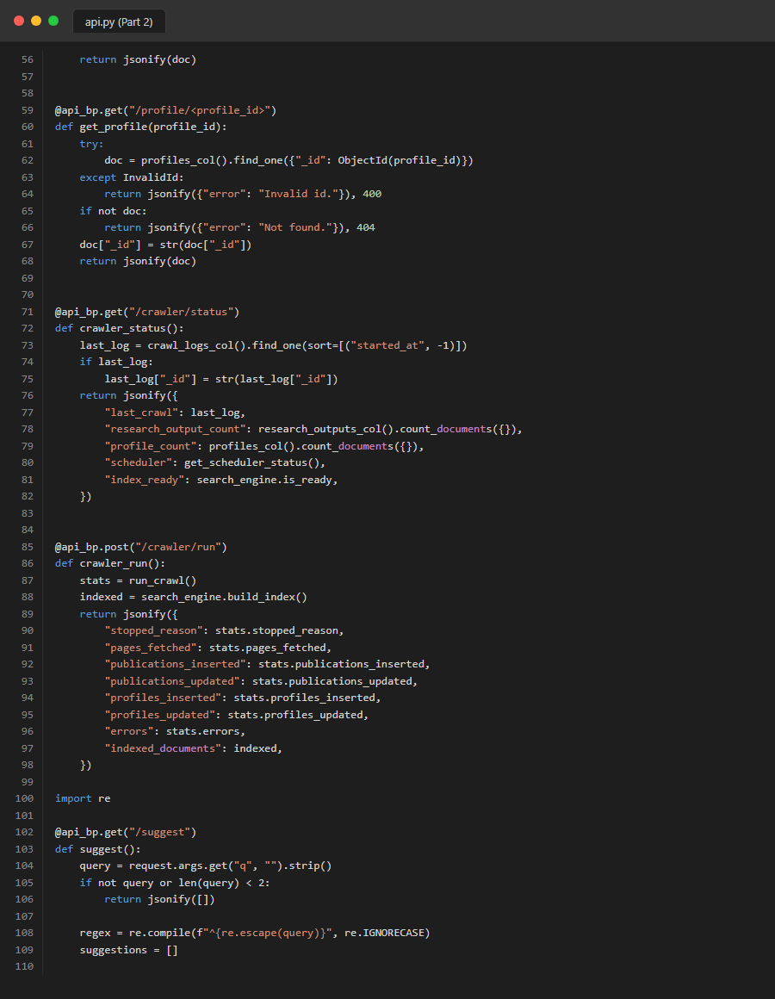 api.py (Part 2)
56     return jsonify(doc)
57
58
59 @api_bp.get("/profile/<profile_id>")
60 def get_profile(profile_id):
61     try:
62         doc = profiles_col().find_one({"_id": ObjectId(profile_id)})
63     except InvalidId:
64         return jsonify({"error": "Invalid id."}), 400
65     if not doc:
66         return jsonify({"error": "Not found."}), 404
67     doc["_id"] = str(doc["_id"])
68     return jsonify(doc)
69
70
71 @api_bp.get("/crawler/status")
72 def crawler_status():
73     last_log = crawl_logs_col().find_one(sort=[("started_at", -1)])
74     if last_log:
75         last_log["_id"] = str(last_log["_id"])
76     return jsonify({
77         "last_crawl": last_log,
78         "research_output_count": research_outputs_col().count_documents({}),
79         "profile_count": profiles_col().count_documents({}),
80         "scheduler": get_scheduler_status(),
81         "index_ready": search_engine.is_ready,
82     })
83
84
85 @api_bp.post("/crawler/run")
86 def crawler_run():
87     stats = run_crawl()
88     indexed = search_engine.build_index()
89     return jsonify({
90         "stopped_reason": stats.stopped_reason,
91         "pages_fetched": stats.pages_fetched,
92         "publications_inserted": stats.publications_inserted,
93         "publications_updated": stats.publications_updated,
94         "profiles_inserted": stats.profiles_inserted,
95         "profiles_updated": stats.profiles_updated,
96         "errors": stats.errors,
97         "indexed_documents": indexed,
98     })
99
100 import re
101
102 @api_bp.get("/suggest")
103 def suggest():
104     query = request.args.get("q", "").strip()
105     if not query or len(query) < 2:
106         return jsonify([])
107
108     regex = re.compile(f"^{re.escape(query)}", re.IGNORECASE)
109     suggestions = []
110